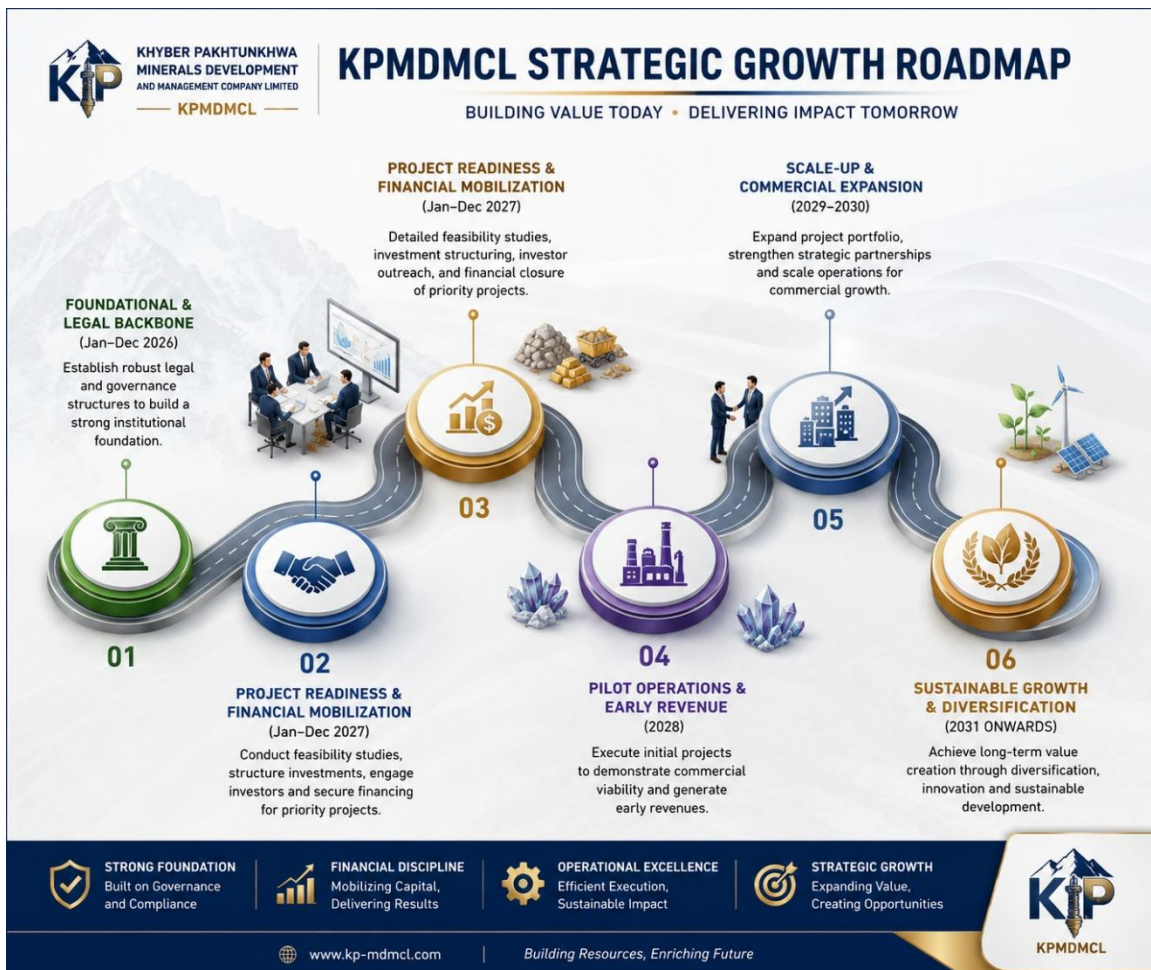 KP
KHYBER PAKHTUNKHWA
MINERALS DEVELOPMENT
AND MANAGEMENT COMPANY LIMITED
KPMDMCL
KPMDMCL STRATEGIC GROWTH ROADMAP
BUILDING VALUE TODAY • DELIVERING IMPACT TOMORROW
FOUNDATIONAL &
LEGAL BACKBONE
(Jan–Dec 2026)
Establish robust legal
and governance
structures to build a
strong institutional
foundation.
01
02
PROJECT READINESS &
FINANCIAL MOBILIZATION
(Jan–Dec 2027)
Conduct feasibility studies,
structure investments, engage
investors and secure financing
for priority projects.
PROJECT READINESS &
FINANCIAL MOBILIZATION
(Jan–Dec 2027)
Detailed feasibility studies,
investment structuring, investor
outreach, and financial closure
of priority projects.
$
03
04
PILOT OPERATIONS &
EARLY REVENUE
(2028)
Execute initial projects
to demonstrate commercial
viability and generate
early revenues.
SCALE-UP &
COMMERCIAL EXPANSION
(2029–2030)
Expand project portfolio,
strengthen strategic partnerships
and scale operations for
commercial growth.
05
06
SUSTAINABLE GROWTH
& DIVERSIFICATION
(2031 ONWARDS)
Achieve long-term value
creation through diversification,
innovation and sustainable
development.
STRONG FOUNDATION
Built on Governance
and Compliance
FINANCIAL DISCIPLINE
Mobilizing Capital,
Delivering Results
OPERATIONAL EXCELLENCE
Efficient Execution,
Sustainable Impact
STRATEGIC GROWTH
Expanding Value,
Creating Opportunities
KP
KPMDMCL
www.kp-mdmcl.com
Building Resources, Enriching Future